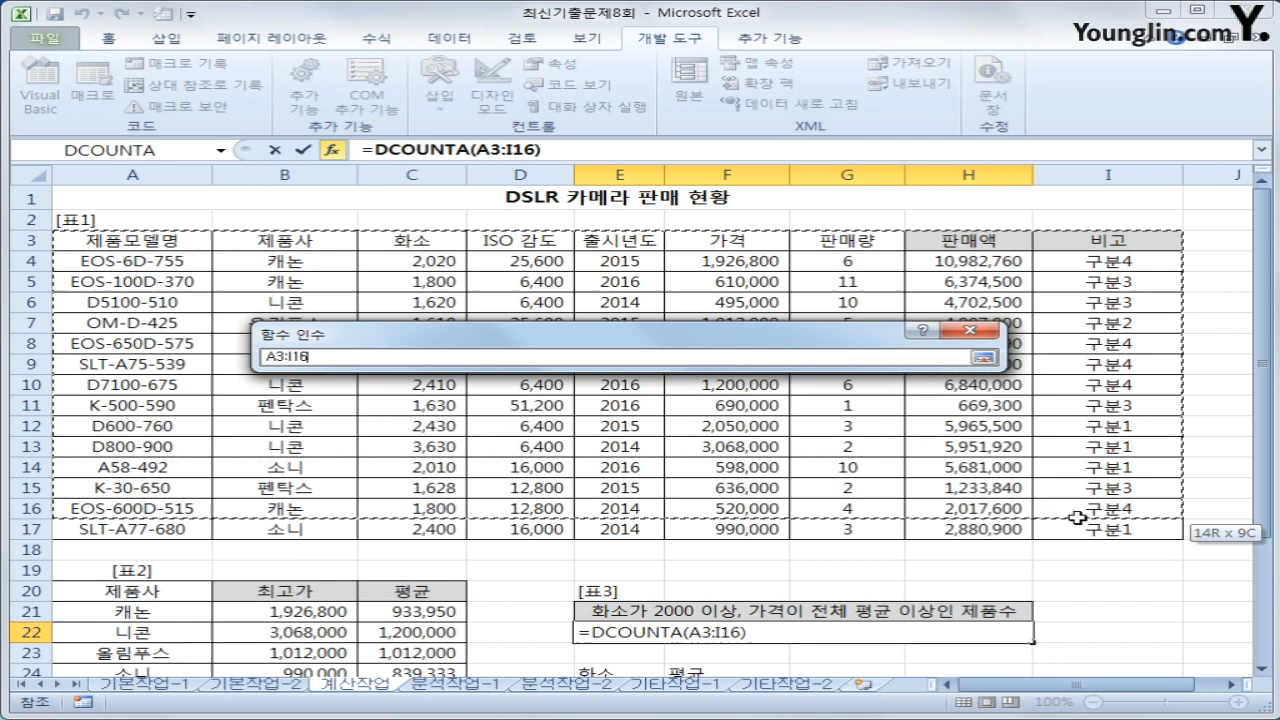 최신기출문제8회 - Microsoft Excel
Younglin.com Y.
파일 홈 삽입 페이지 레이아웃 수식 데이터 검토 보기 개발 도구 추가 기능
Visual Basic 매크로 매크로 기록 상대 참조로 기록 매크로 보안 추가 기능 COM 추가 기능 삽입 디자인 모드 속성 코드 보기 대화 상자 실행 원본 맵 속성 확장 팩 데이터 새로 고침 가져오기 내보내기 문서 창
코드 추가 기능 컨트롤 XML 수정
DCOUNTA fx =DCOUNTA(A3:I16)
A B C D E F G H I J
1 DSLR 카메라 판매 현황
2 [표1]
3 제품모델명 제품사 화소 ISO 감도 출시년도 가격 판매량 판매액 비고
4 EOS-6D-755 캐논 2,020 25,600 2015 1,926,800 6 10,982,760 구분4
5 EOS-100D-370 캐논 1,800 6,400 2016 610,000 11 6,374,500 구분3
6 D5100-510 니콘 1,620 6,400 2014 495,000 10 4,702,500 구분3
7 OM-D-425 구분2
함수 인수
8 EOS-650D-575 구분4
A3:I16
9 SLT-A75-539 구분4
10 D7100-675 니콘 2,410 6,400 2016 1,200,000 6 6,840,000 구분4
11 K-500-590 펜탁스 1,630 51,200 2016 690,000 1 669,300 구분3
12 D600-760 니콘 2,430 6,400 2015 2,050,000 3 5,965,500 구분1
13 D800-900 니콘 3,630 6,400 2014 3,068,000 2 5,951,920 구분1
14 A58-492 소니 2,010 16,000 2016 598,000 10 5,681,000 구분1
15 K-30-650 펜탁스 1,628 12,800 2015 636,000 2 1,233,840 구분3
16 EOS-600D-515 캐논 1,800 12,800 2014 520,000 4 2,017,600 구분4
17 SLT-A77-680 소니 2,400 16,000 2014 990,000 3 2,880,900 구분1
14R x 9C
18
19 [표2]
20 제품사 최고가 평균 [표3]
21 캐논 1,926,800 933,950 화소가 2000 이상, 가격이 전체 평균 이상인 제품수
22 니콘 3,068,000 1,200,000 =DCOUNTA(A3:I16)
23 올림푸스 1,012,000 1,012,000
24 소니 990,000 839,333 화소 평균
기본작업-1 기본작업-2 계산작업 분석작업-1 분석작업-2 기타작업-1 기타작업-2
참조 100%